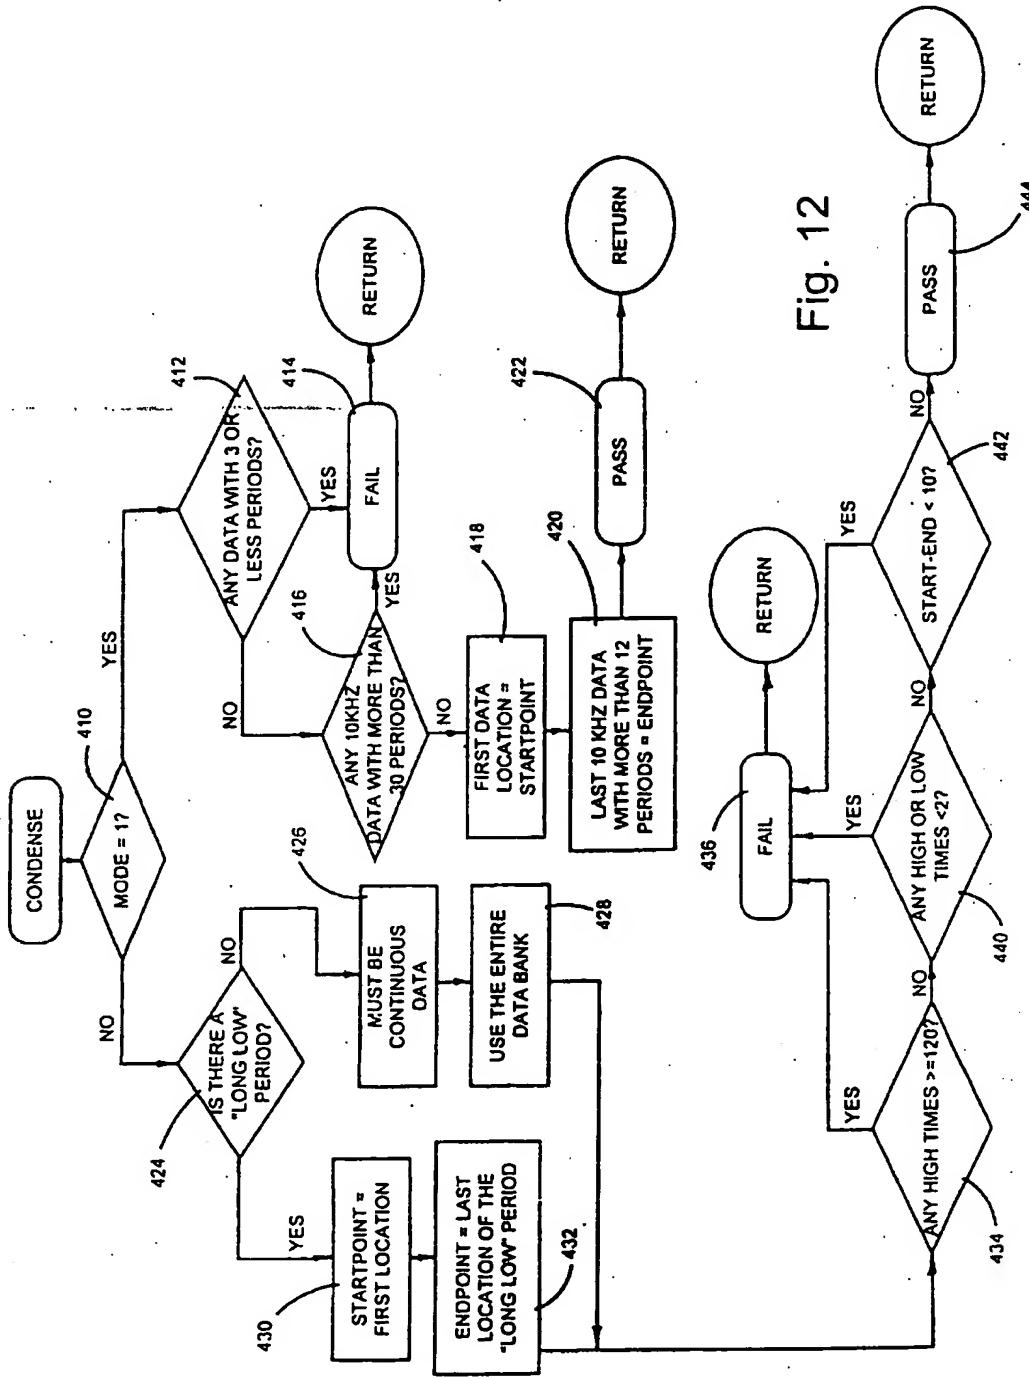 CONDENSE
410
MODE = 1?
YES
NO
412
ANY DATA WITH 3 OR
LESS PERIODS?
YES
NO
414
FAIL
RETURN
416
ANY 10KHZ
DATA WITH MORE THAN
30 PERIODS?
YES
NO
418
FIRST DATA
LOCATION =
STARTPOINT
420
LAST 10 KHZ DATA
WITH MORE THAN 12
PERIODS = ENDPOINT
422
PASS
RETURN
424
IS THERE A
"LONG LOW"
PERIOD?
NO
YES
426
MUST BE
CONTINUOUS
DATA
USE THE ENTIRE
DATA BANK
428
STARTPOINT =
FIRST LOCATION
430
ENDPOINT = LAST
LOCATION OF THE
"LONG LOW" PERIOD
432
ANY HIGH TIMES >=120?
434
YES
NO
436
FAIL
RETURN
ANY HIGH OR LOW
TIMES <2?
440
YES
NO
START-END < 10?
442
YES
NO
PASS
444
RETURN
Fig. 12